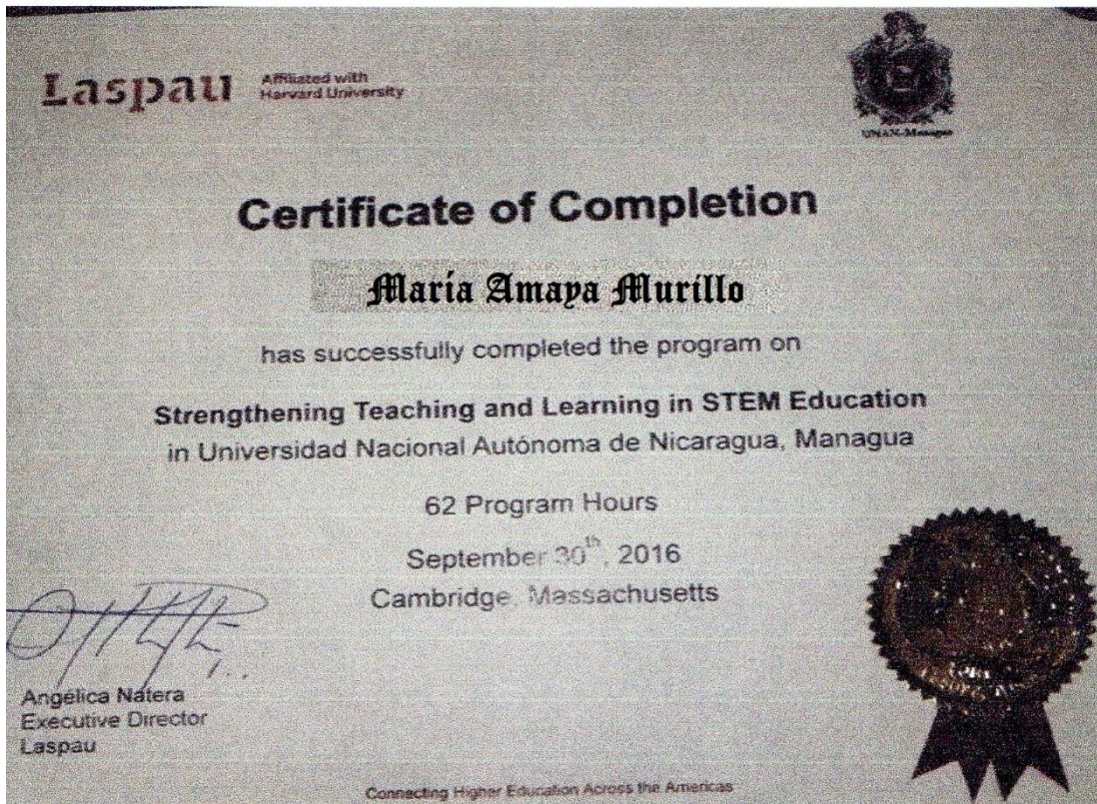 Laspau
Affiliated with
Harvard University
UNAN-Managua
Certificate of Completion
María Amaya Murillo
has successfully completed the program on
Strengthening Teaching and Learning in STEM Education
in Universidad Nacional Autónoma de Nicaragua, Managua
62 Program Hours
September 30th, 2016
Cambridge, Massachusetts
Angélica Natera
Executive Director
Laspau
Connecting Higher Education Across the Americas